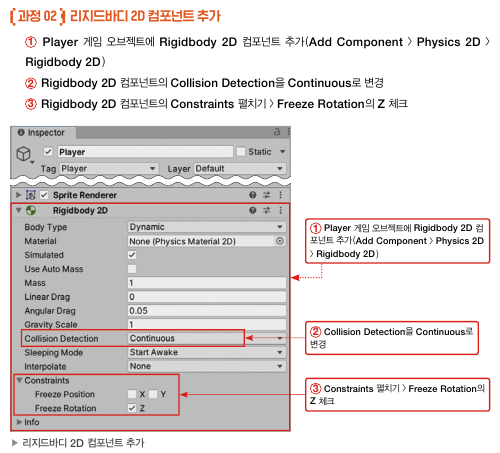 과정 02 리지드바디 2D 컴포넌트 추가
① Player 게임 오브젝트에 Rigidbody 2D 컴포넌트 추가(Add Component > Physics 2D >
Rigidbody 2D)
② Rigidbody 2D 컴포넌트의 Collision Detection을 Continuous로 변경
③ Rigidbody 2D 컴포넌트의 Constraints 펼치기 > Freeze Rotation의 Z 체크
Inspector
Player Static
Tag Player Layer Default
Sprite Renderer
Rigidbody 2D
Body Type Dynamic
Material None (Physics Material 2D)
Simulated
Use Auto Mass
Mass 1
Linear Drag 0
Angular Drag 0.05
Gravity Scale 1
Collision Detection Continuous
Sleeping Mode Start Awake
Interpolate None
Constraints
Freeze Position X Y
Freeze Rotation Z
Info
① Player 게임 오브젝트에 Rigidbody 2D 컴
포넌트 추가(Add Component > Physics 2D
> Rigidbody 2D)
② Collision Detection을 Continuous로
변경
③ Constraints 펼치기 > Freeze Rotation의
Z 체크
▶ 리지드바디 2D 컴포넌트 추가